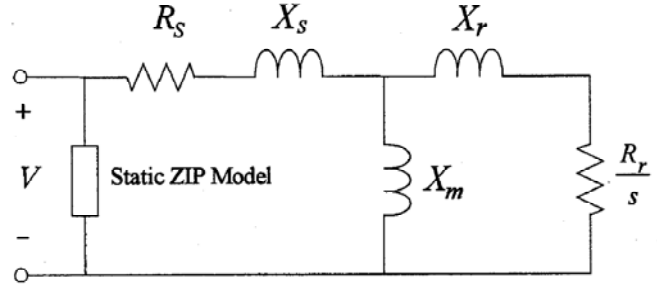 R_S
X_s
X_r
+
V
Static ZIP Model
X_m
R_r
s
−